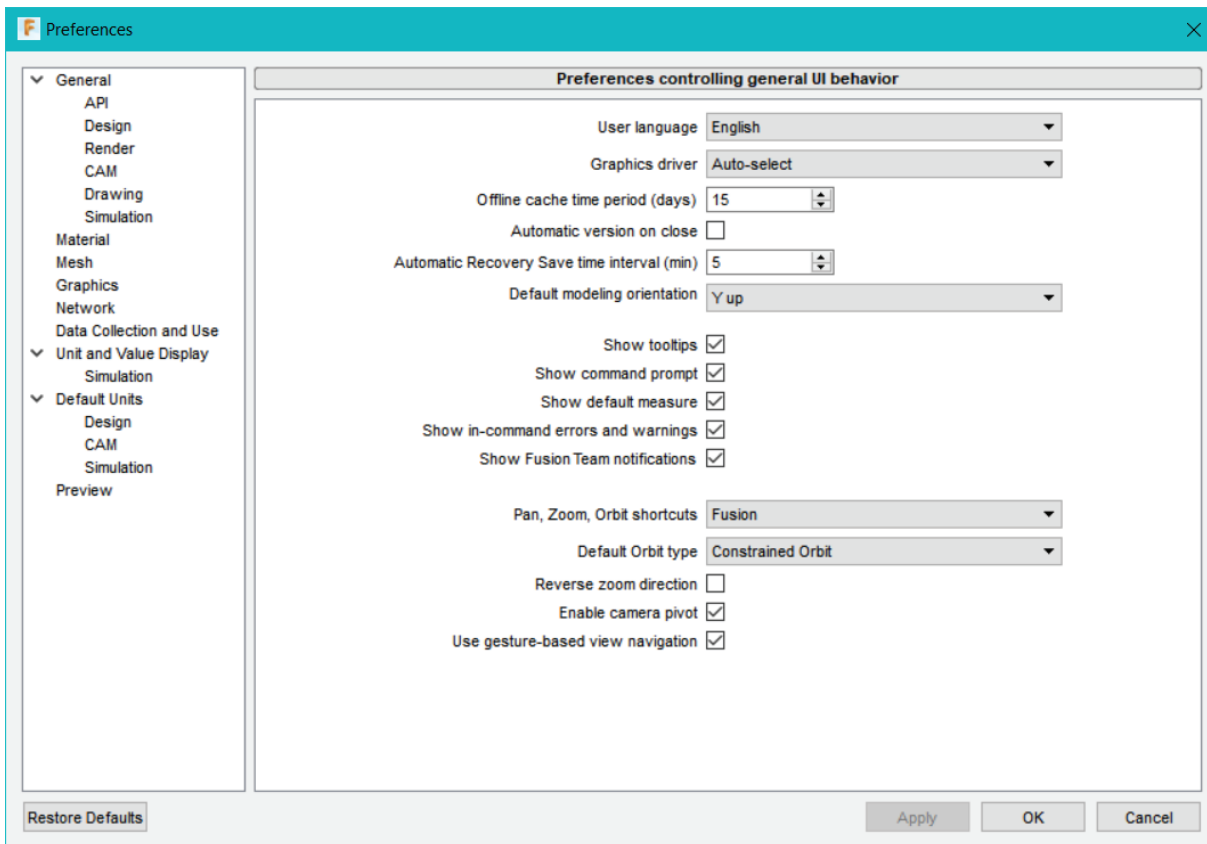 Preferences
General
API
Design
Render
CAM
Drawing
Simulation
Material
Mesh
Graphics
Network
Data Collection and Use
Unit and Value Display
Simulation
Default Units
Design
CAM
Simulation
Preview
Preferences controlling general UI behavior
User language English
Graphics driver Auto-select
Offline cache time period (days) 15
Automatic version on close
Automatic Recovery Save time interval (min) 5
Default modeling orientation Y up
Show tooltips
Show command prompt
Show default measure
Show in-command errors and warnings
Show Fusion Team notifications
Pan, Zoom, Orbit shortcuts Fusion
Default Orbit type Constrained Orbit
Reverse zoom direction
Enable camera pivot
Use gesture-based view navigation
Restore Defaults Apply OK Cancel